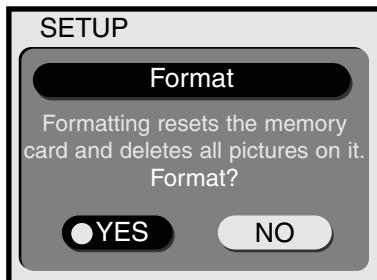 SETUP
Format
Formatting resets the memory
card and deletes all pictures on it.
Format?
YES NO